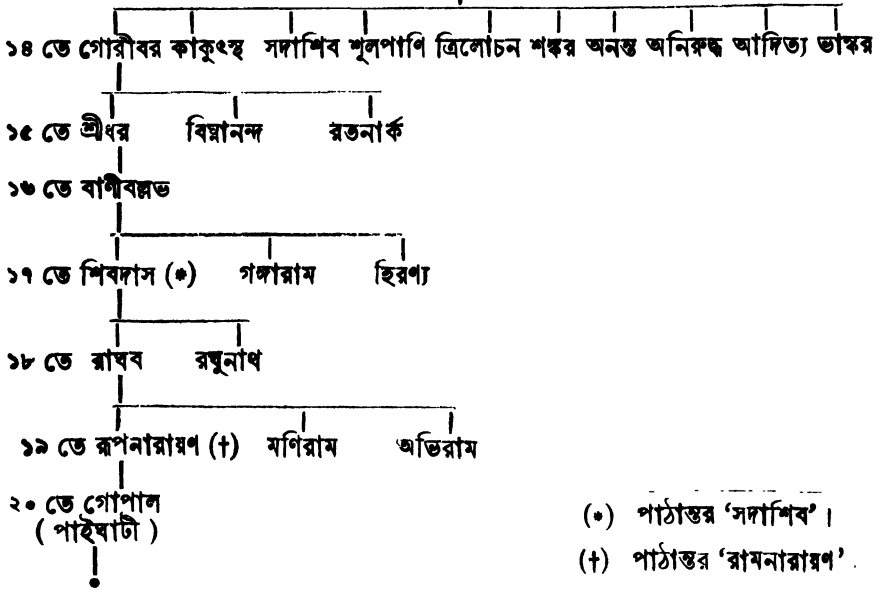 ১৪ তে গোরীবর কাকুৎস্থ সদাশিব শূলপাণি ত্রিলোচন শঙ্কর অনন্ত অনিরুদ্ধ আদিত্য ভাস্কর
১৫ তে শ্রীধর বিঘ্নানন্দ রতনার্ক
১৬ তে বাণীবল্লভ
১৭ তে শিবদাস (*) গঙ্গারাম হিরণ্য
১৮ তে রাঘব রঘুনাথ
১৯ তে রূপনারায়ণ (†) মণিরাম অভিরাম
২০ তে গোপাল
( পাইঘাটী )
(*) পাঠান্তর ‘সদাশিব’ ।
(†) পাঠান্তর ‘রামনারায়ণ’ .